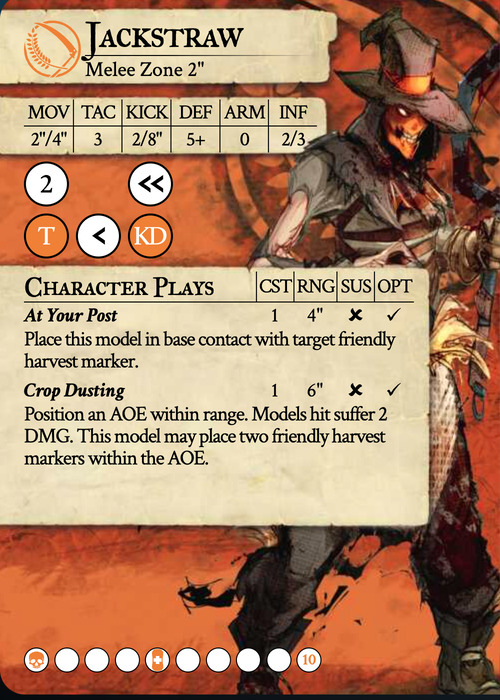 Jackstraw
Melee Zone 2"
MOV TAC KICK DEF ARM INF
2"/4" 3 2/8" 5+ 0 2/3
2 <<
T < KD
Character Plays CST RNG SUS OPT
At Your Post 1 4" ✘ ✓
Place this model in base contact with target friendly
harvest marker.
Crop Dusting 1 6" ✘ ✓
Position an AOE within range. Models hit suffer 2
DMG. This model may place two friendly harvest
markers within the AOE.
10